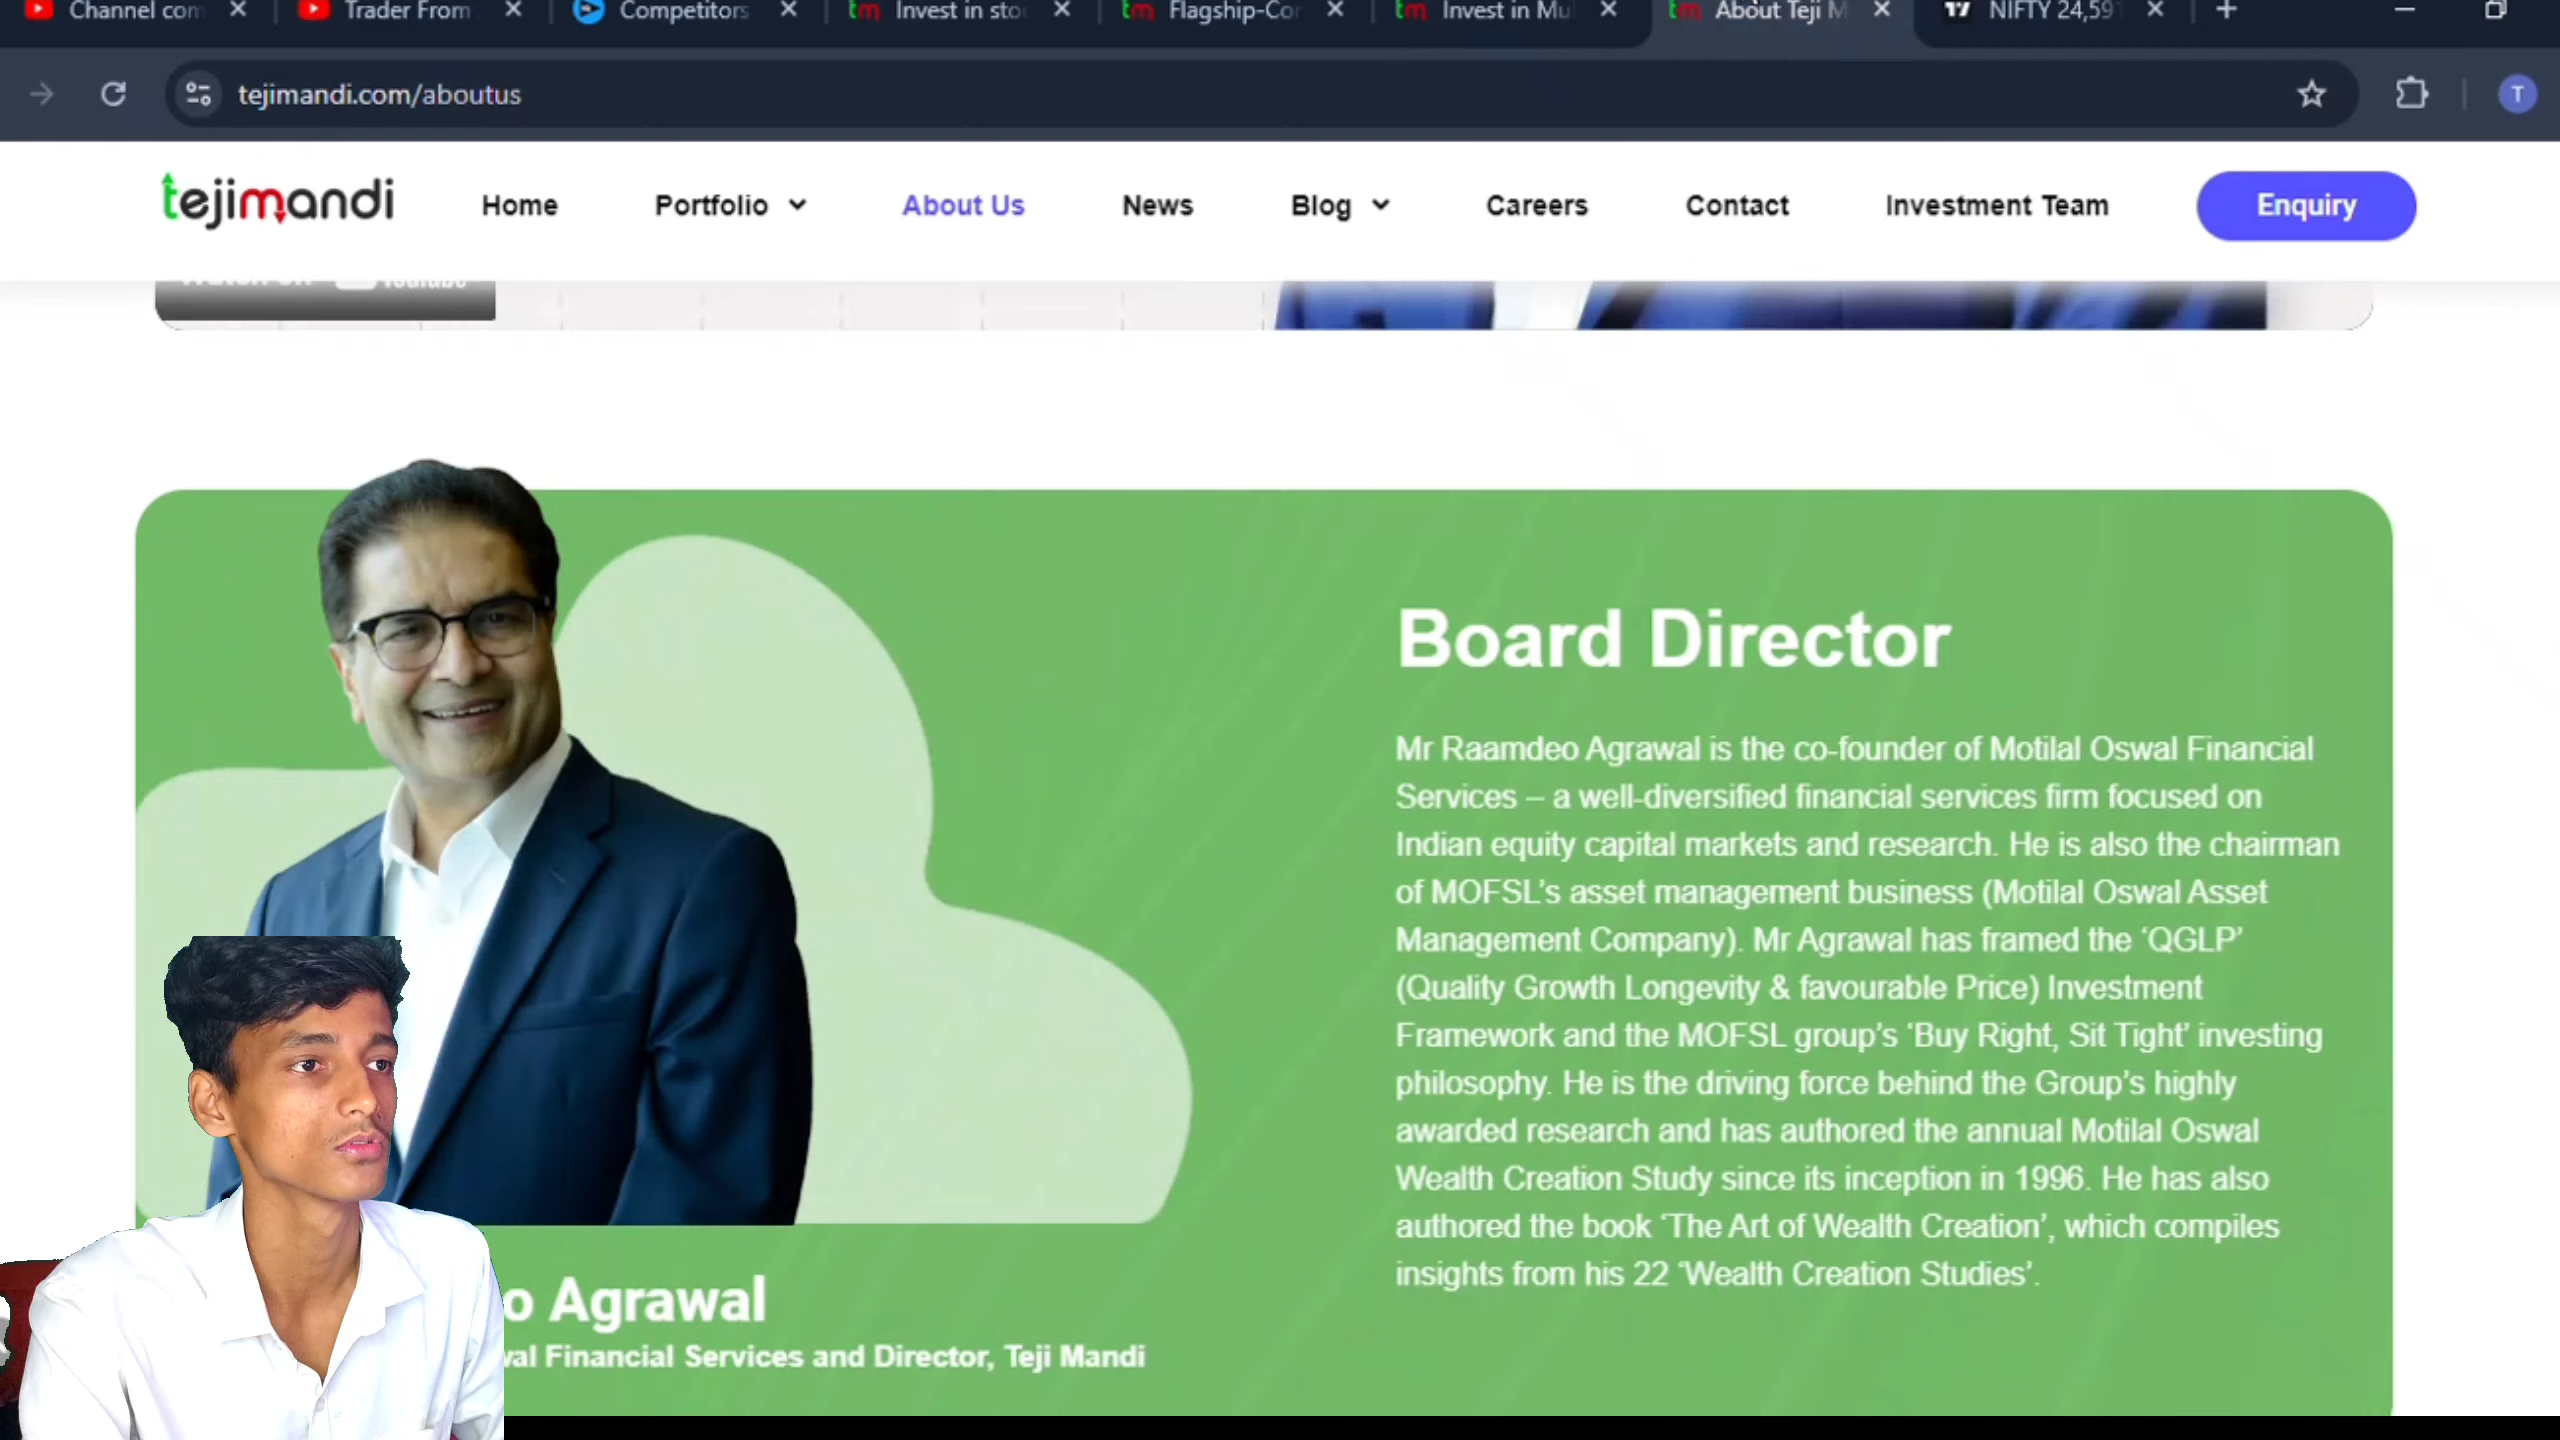 Channel con
Trader From
Competitors
Invest in sto
Flagship-Cor
Invest in Mu
About Teji M
NIFTY 24,591
tejimandi.com/aboutus
T
tejimandi
Home
Portfolio
About Us
News
Blog
Careers
Contact
Investment Team
Enquiry
Watch on YouTube
Board Director
Mr Raamdeo Agrawal is the co-founder of Motilal Oswal Financial
Services – a well-diversified financial services firm focused on
Indian equity capital markets and research. He is also the chairman
of MOFSL’s asset management business (Motilal Oswal Asset
Management Company). Mr Agrawal has framed the ‘QGLP’
(Quality Growth Longevity & favourable Price) Investment
Framework and the MOFSL group’s ‘Buy Right, Sit Tight’ investing
philosophy. He is the driving force behind the Group’s highly
awarded research and has authored the annual Motilal Oswal
Wealth Creation Study since its inception in 1996. He has also
authored the book ‘The Art of Wealth Creation’, which compiles
insights from his 22 ‘Wealth Creation Studies’.
o Agrawal
val Financial Services and Director, Teji Mandi